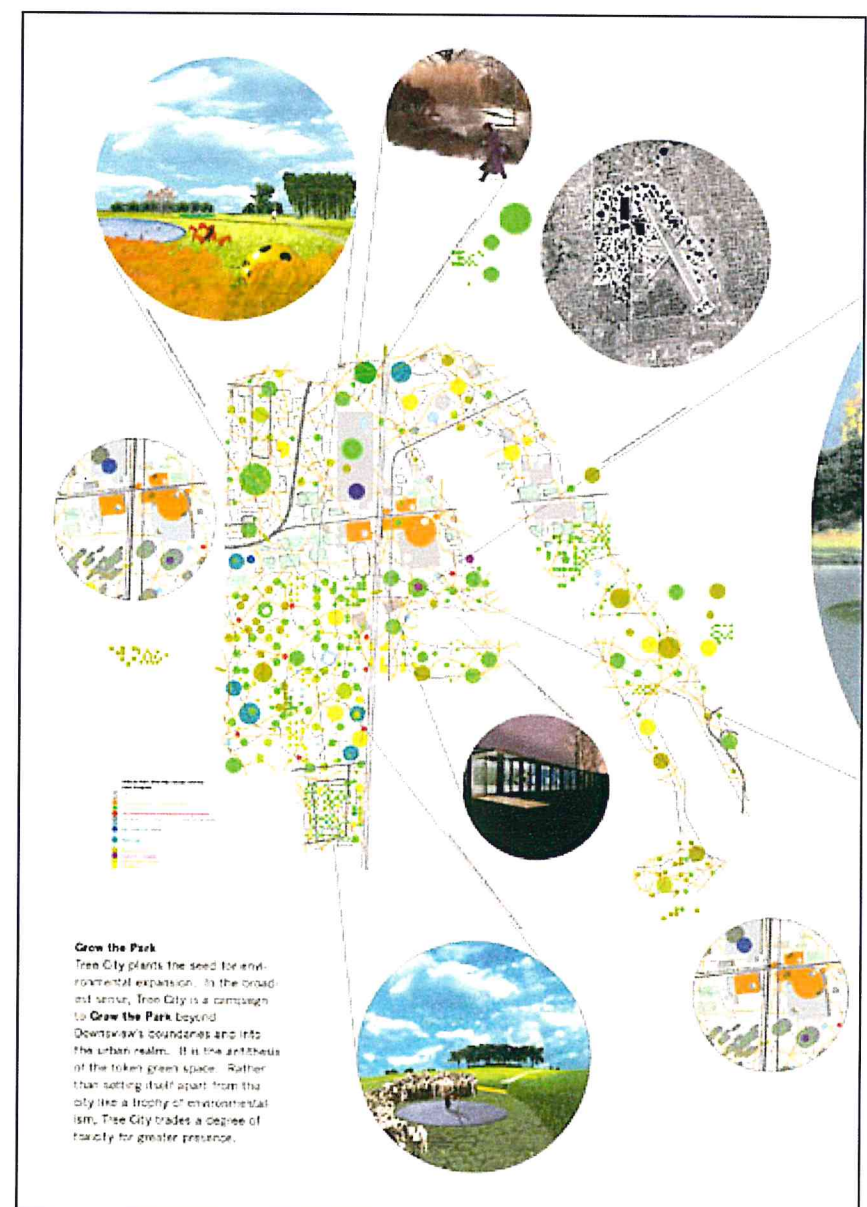 Grow the Park
Tree City plants the seed for envi-
ronmental expansion. In the broad-
est sense, Tree City is a campaign
to Grow the Park beyond
Downsview's boundaries and into
the urban realm. It is the antithesis
of the token green space. Rather
than setting itself apart from the
city like a trophy of environmental-
ism, Tree City trades a degree of
toxicity for greater presence.